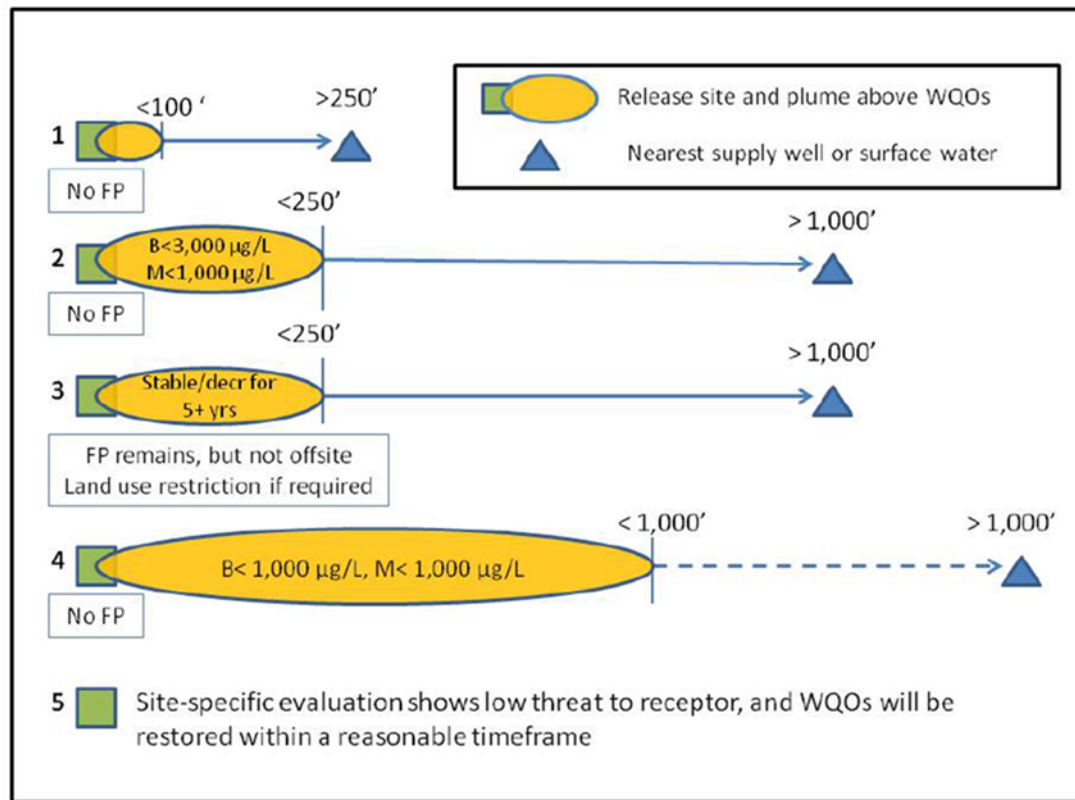 Release site and plume above WQOs
Nearest supply well or surface water
<100 ‘
>250’
1
No FP
<250’
> 1,000’
2
B<3,000 µg/L
M<1,000 µg/L
No FP
<250’
> 1,000’
3
Stable/decr for
5+ yrs
FP remains, but not offsite
Land use restriction if required
< 1,000’
> 1,000’
4
B< 1,000 µg/L, M< 1,000 µg/L
No FP
5
Site-specific evaluation shows low threat to receptor, and WQOs will be
restored within a reasonable timeframe